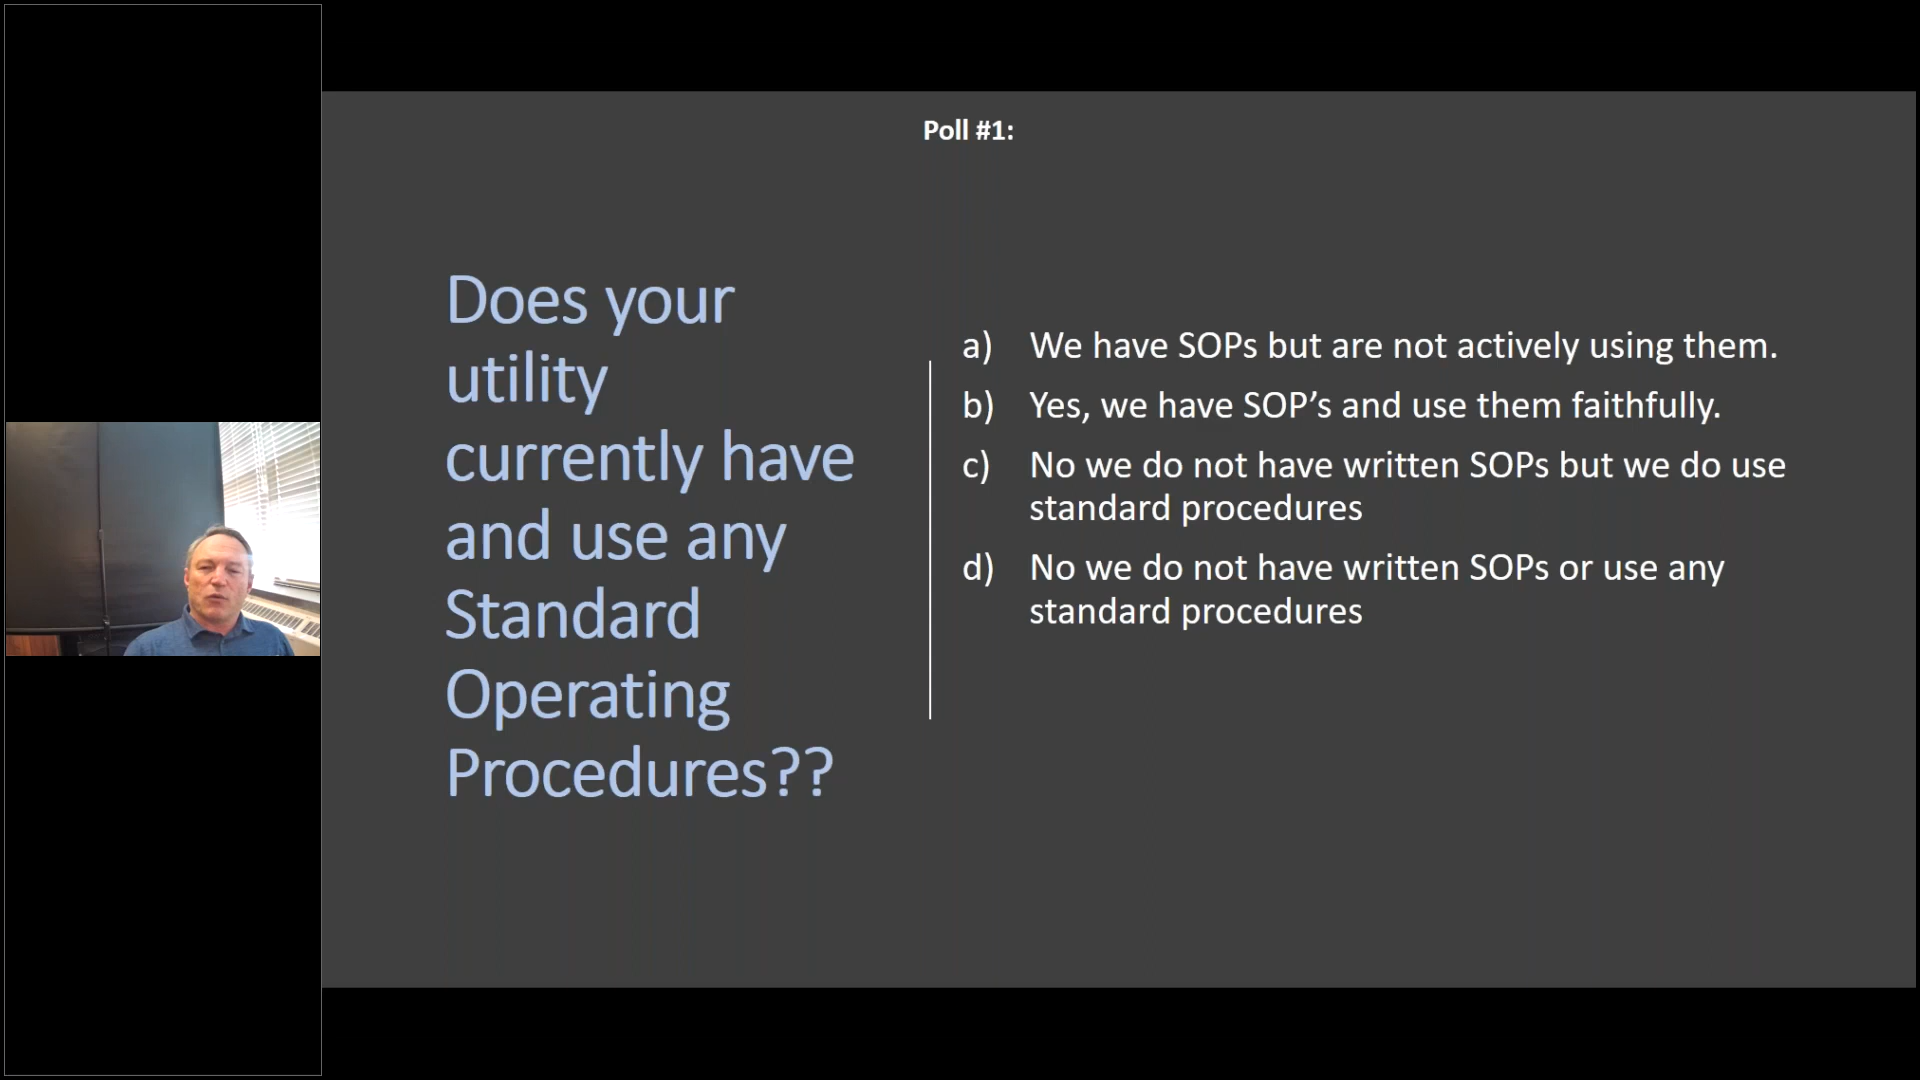 Poll #1:
Does your
utility
currently have
and use any
Standard
Operating
Procedures??
a) We have SOPs but are not actively using them.
b) Yes, we have SOP’s and use them faithfully.
c) No we do not have written SOPs but we do use
standard procedures
d) No we do not have written SOPs or use any
standard procedures